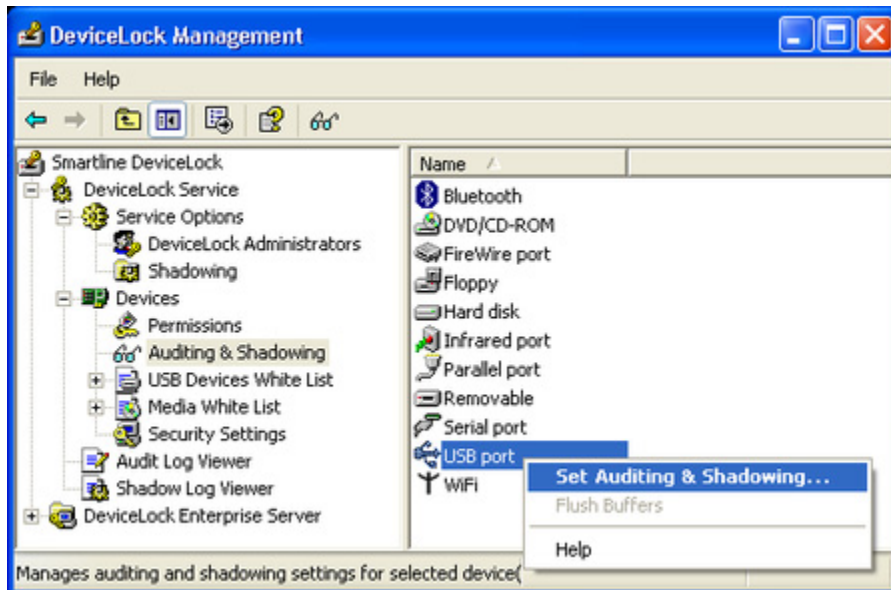 DeviceLock Management
File Help
Smartline DeviceLock
DeviceLock Service
Service Options
DeviceLock Administrators
Shadowing
Devices
Permissions
Auditing & Shadowing
USB Devices White List
Media White List
Security Settings
Audit Log Viewer
Shadow Log Viewer
DeviceLock Enterprise Server
Name
Bluetooth
DVD/CD-ROM
FireWire port
Floppy
Hard disk
Infrared port
Parallel port
Removable
Serial port
USB port
WiFi
Set Auditing & Shadowing...
Flush Buffers
Help
Manages auditing and shadowing settings for selected device(